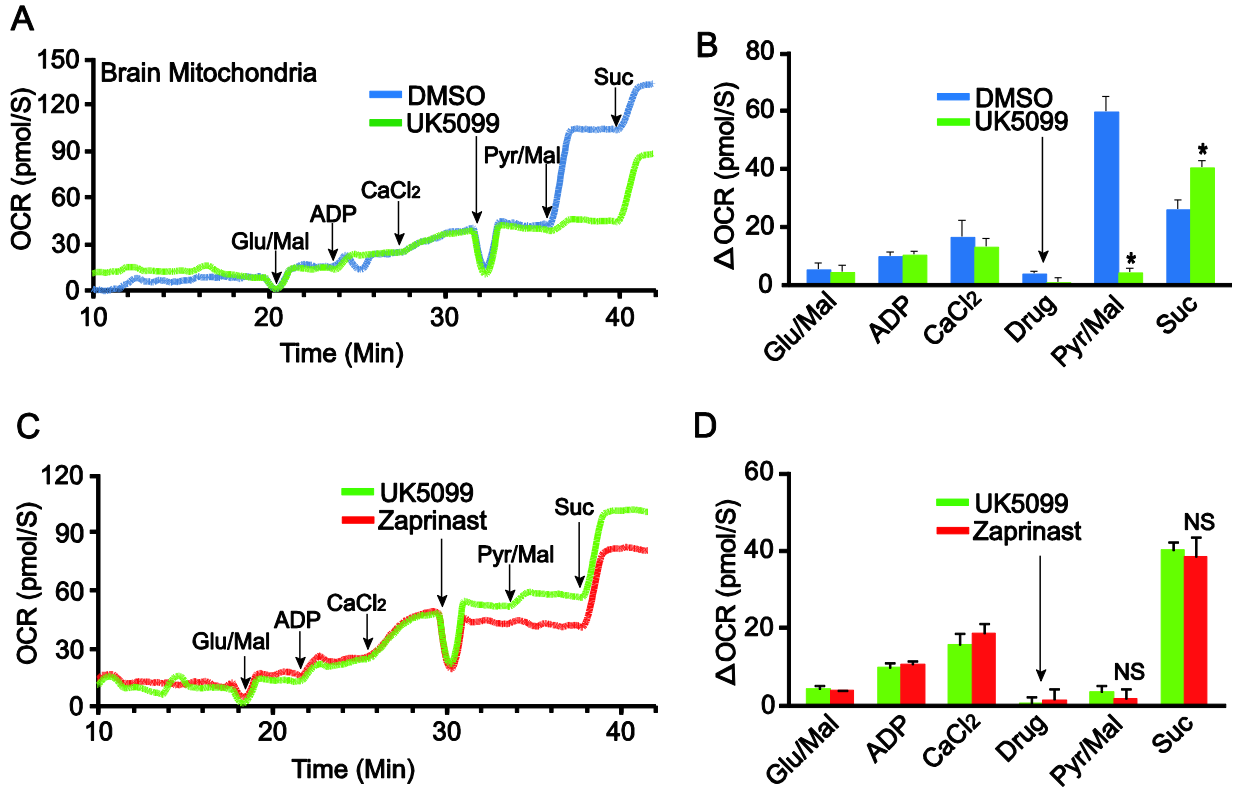 A
Brain Mitochondria
OCR (pmol/S)
150
120
90
60
30
0
DMSO
UK5099
Glu/Mal
ADP
CaCl2
Pyr/Mal
Suc
10
20
30
40
Time (Min)
B
Δ OCR (pmol/S)
80
60
40
20
0
DMSO
UK5099
*
*
Glu/Mal
ADP
CaCl2
Drug
Pyr/Mal
Suc
C
OCR (pmol/S)
120
90
60
30
0
UK5099
Zaprinast
Glu/Mal
ADP
CaCl2
Pyr/Mal
Suc
10
20
30
40
Time (Min)
D
Δ OCR (pmol/S)
60
40
20
0
UK5099
Zaprinast
NS
NS
Glu/Mal
ADP
CaCl2
Drug
Pyr/Mal
Suc